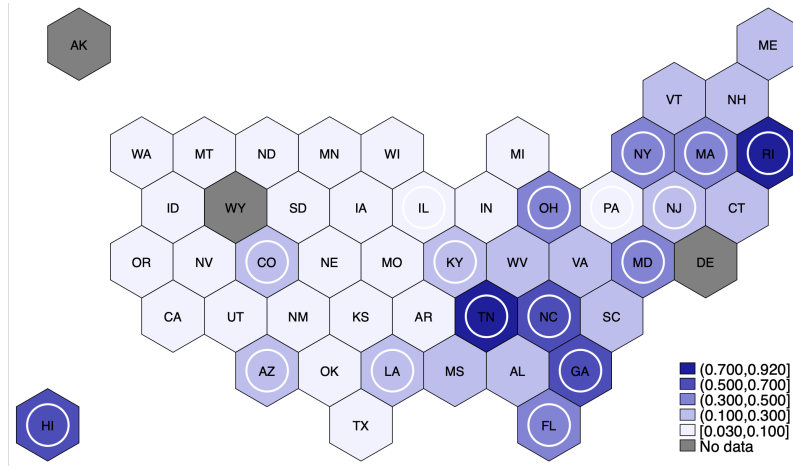 AK
ME
VT NH
WA MT ND MN WI MI NY MA RI
ID WY SD IA IL IN OH PA NJ CT
OR NV CO NE MO KY WV VA MD DE
CA UT NM KS AR TN NC SC
AZ OK LA MS AL GA
HI TX FL
(0.700,0.920]
(0.500,0.700]
(0.300,0.500]
(0.100,0.300]
[0.030,0.100]
No data